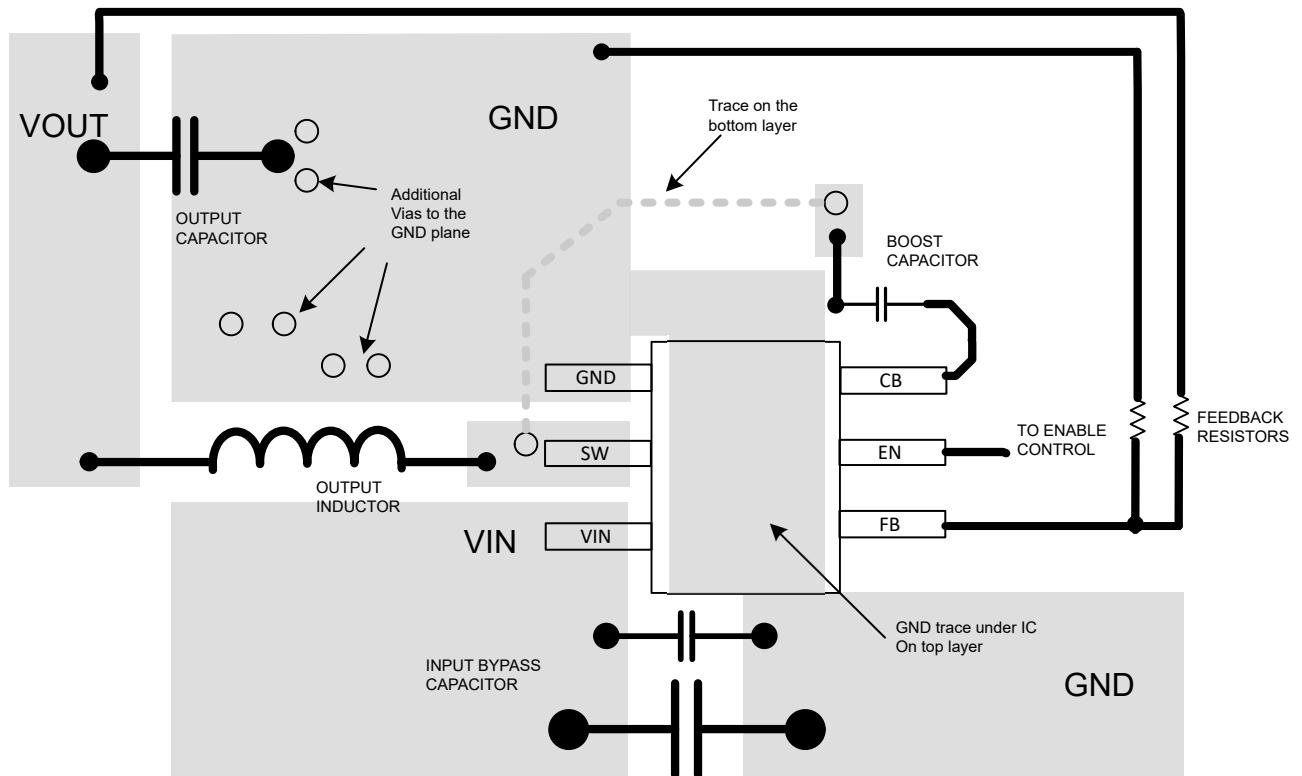 VOUT
GND
Trace on the
bottom layer
Additional
Vias to the
GND plane
OUTPUT
CAPACITOR
BOOST
CAPACITOR
GND
CB
SW
EN
TO ENABLE
CONTROL
FEEDBACK
RESISTORS
OUTPUT
INDUCTOR
VIN
VIN
FB
GND trace under IC
On top layer
INPUT BYPASS
CAPACITOR
GND